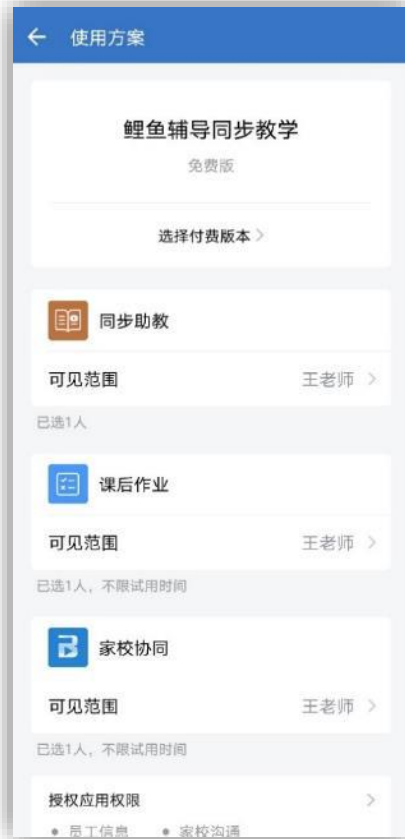 使用方案
鲤鱼辅导同步教学
免费版
选择付费版本
同步助教
可见范围 王老师
已选1人
课后作业
可见范围 王老师
已选1人，不限试用时间
家校协同
可见范围 王老师
已选1人，不限试用时间
授权应用权限
• 员工信息 • 家校沟通